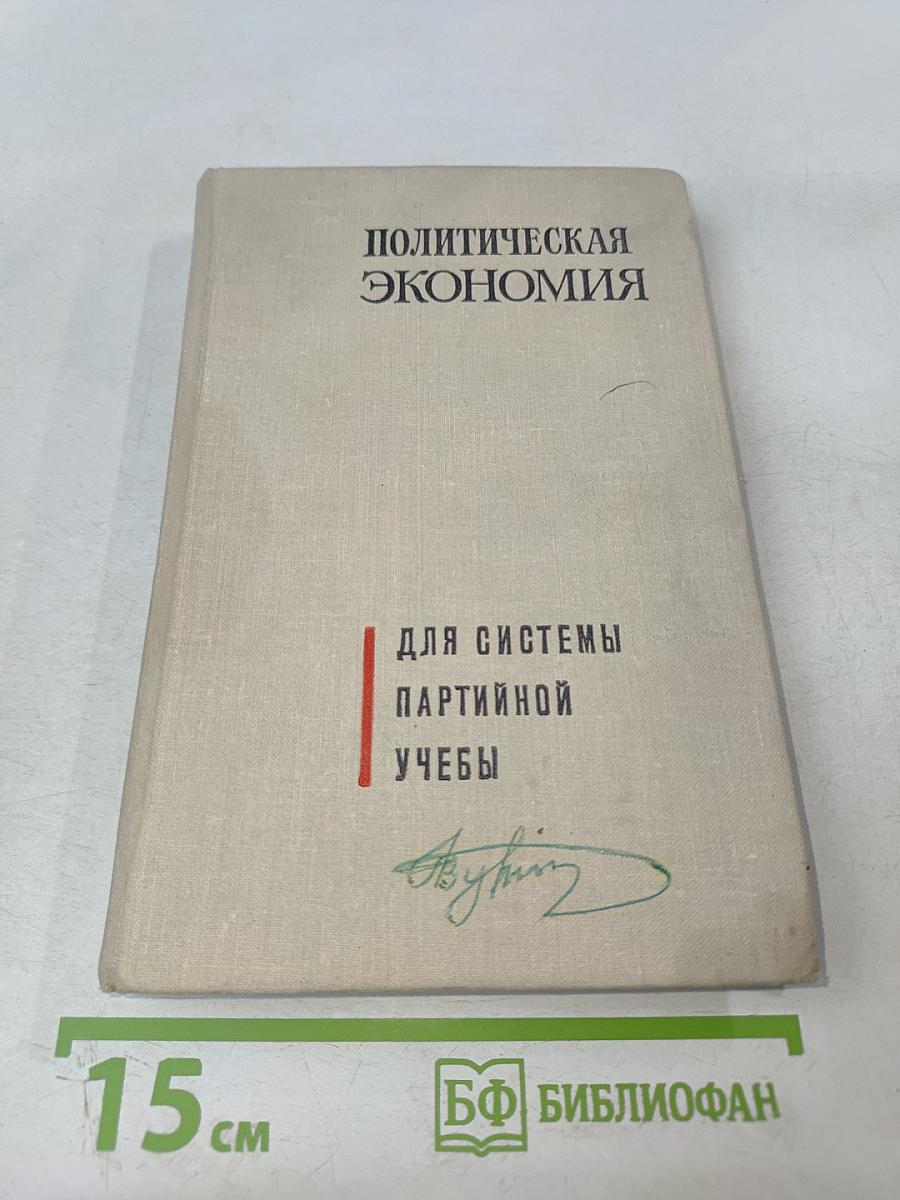 ПОЛИТИЧЕСКАЯ
ЭКОНОМИЯ
ДЛЯ СИСТЕМЫ
ПАРТИЙНОЙ
УЧЕБЫ
15 см
БФ БИБЛИОФАН